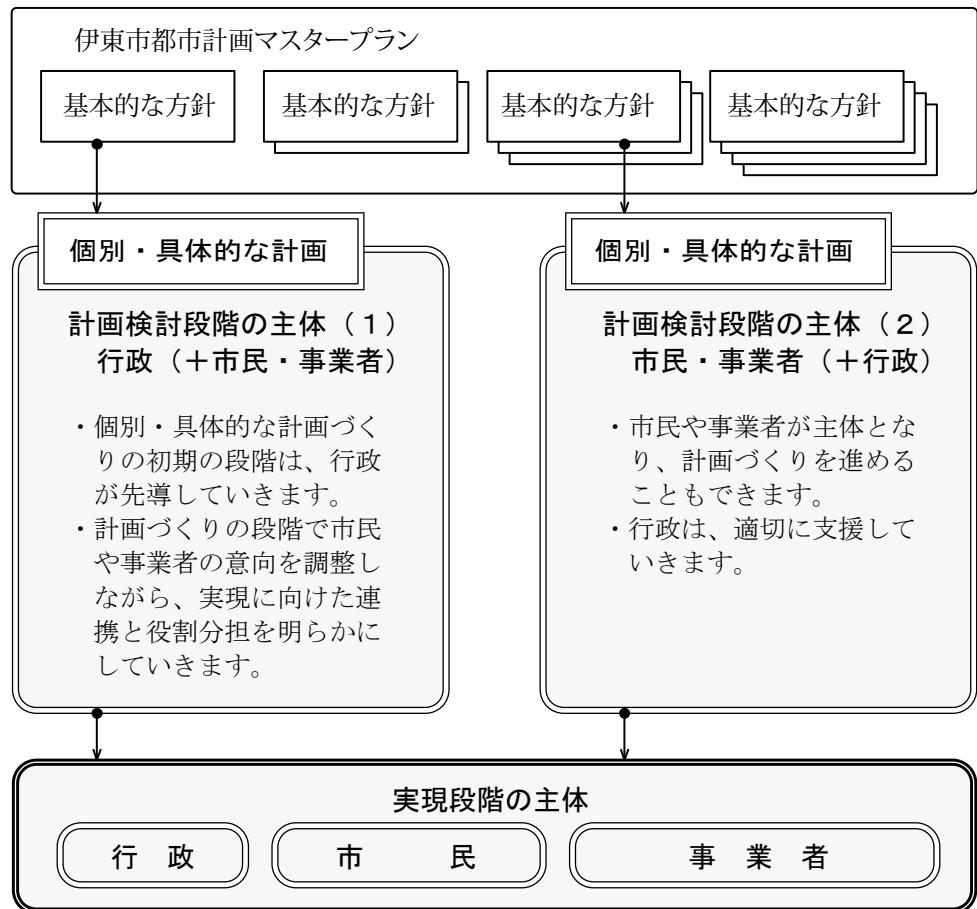 伊東市都市計画マスタープラン
基本的な方針
基本的な方針
基本的な方針
基本的な方針
個別・具体的な計画
計画検討段階の主体（１）
行政（＋市民・事業者）
・個別・具体的な計画づく
りの初期の段階は、行政
が先導していきます。
・計画づくりの段階で市民
や事業者の意向を調整し
ながら、実現に向けた連
携と役割分担を明らかに
していきます。
個別・具体的な計画
計画検討段階の主体（２）
市民・事業者（＋行政）
・市民や事業者が主体とな
り、計画づくりを進める
こともできます。
・行政は、適切に支援して
いきます。
実現段階の主体
行　政
市　　民
事　業　者